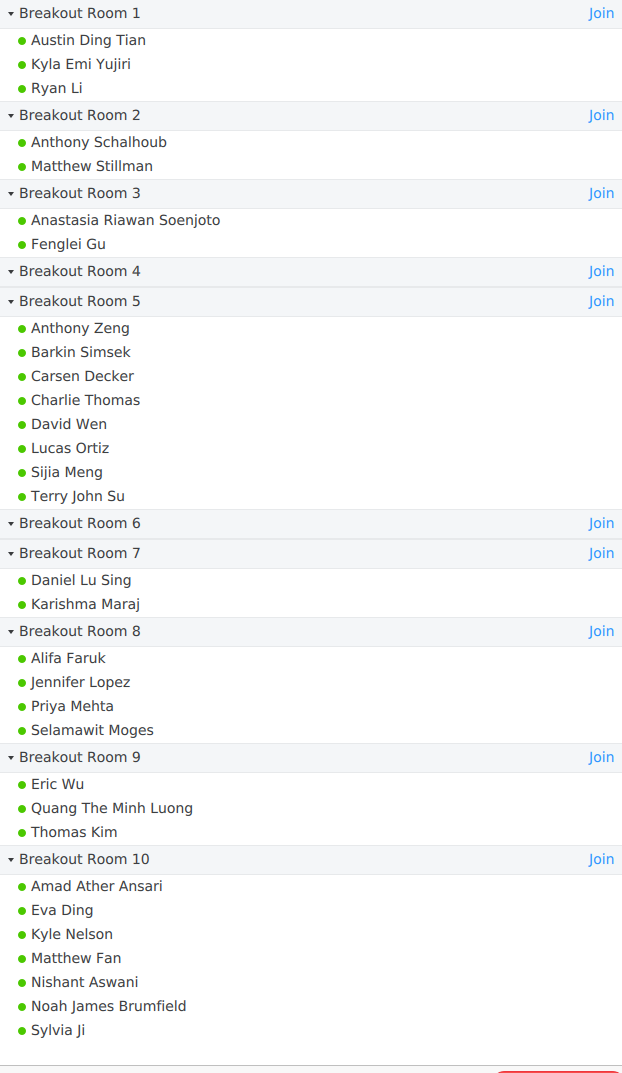 Breakout Room 1 Join
Austin Ding Tian
Kyla Emi Yujiri
Ryan Li
Breakout Room 2 Join
Anthony Schalhoub
Matthew Stillman
Breakout Room 3 Join
Anastasia Riawan Soenjoto
Fenglei Gu
Breakout Room 4 Join
Breakout Room 5 Join
Anthony Zeng
Barkin Simsek
Carsen Decker
Charlie Thomas
David Wen
Lucas Ortiz
Sijia Meng
Terry John Su
Breakout Room 6 Join
Breakout Room 7 Join
Daniel Lu Sing
Karishma Maraj
Breakout Room 8 Join
Alifa Faruk
Jennifer Lopez
Priya Mehta
Selamawit Moges
Breakout Room 9 Join
Eric Wu
Quang The Minh Luong
Thomas Kim
Breakout Room 10 Join
Amad Ather Ansari
Eva Ding
Kyle Nelson
Matthew Fan
Nishant Aswani
Noah James Brumfield
Sylvia Ji